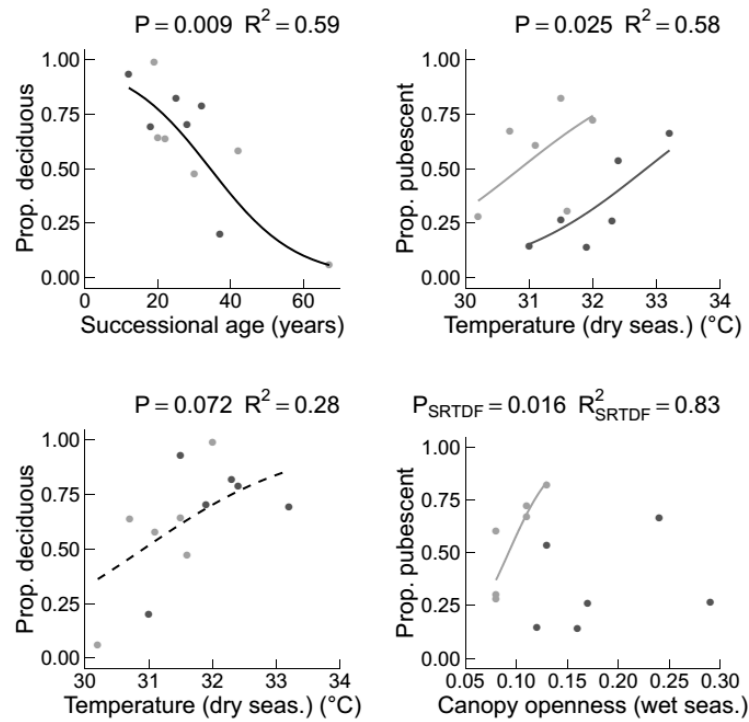 P = 0.009 R² = 0.59
Prop. deciduous
1.00
0.75
0.50
0.25
0.00
0 20 40 60
Successional age (years)
P = 0.025 R² = 0.58
Prop. pubescent
1.00
0.75
0.50
0.25
0.00
30 31 32 33 34
Temperature (dry seas.) (°C)
P = 0.072 R² = 0.28
Prop. deciduous
1.00
0.75
0.50
0.25
0.00
30 31 32 33 34
Temperature (dry seas.) (°C)
P_SRTDF = 0.016 R²_SRTDF = 0.83
Prop. pubescent
1.00
0.75
0.50
0.25
0.00
0.05 0.10 0.15 0.20 0.25 0.30
Canopy openness (wet seas.)